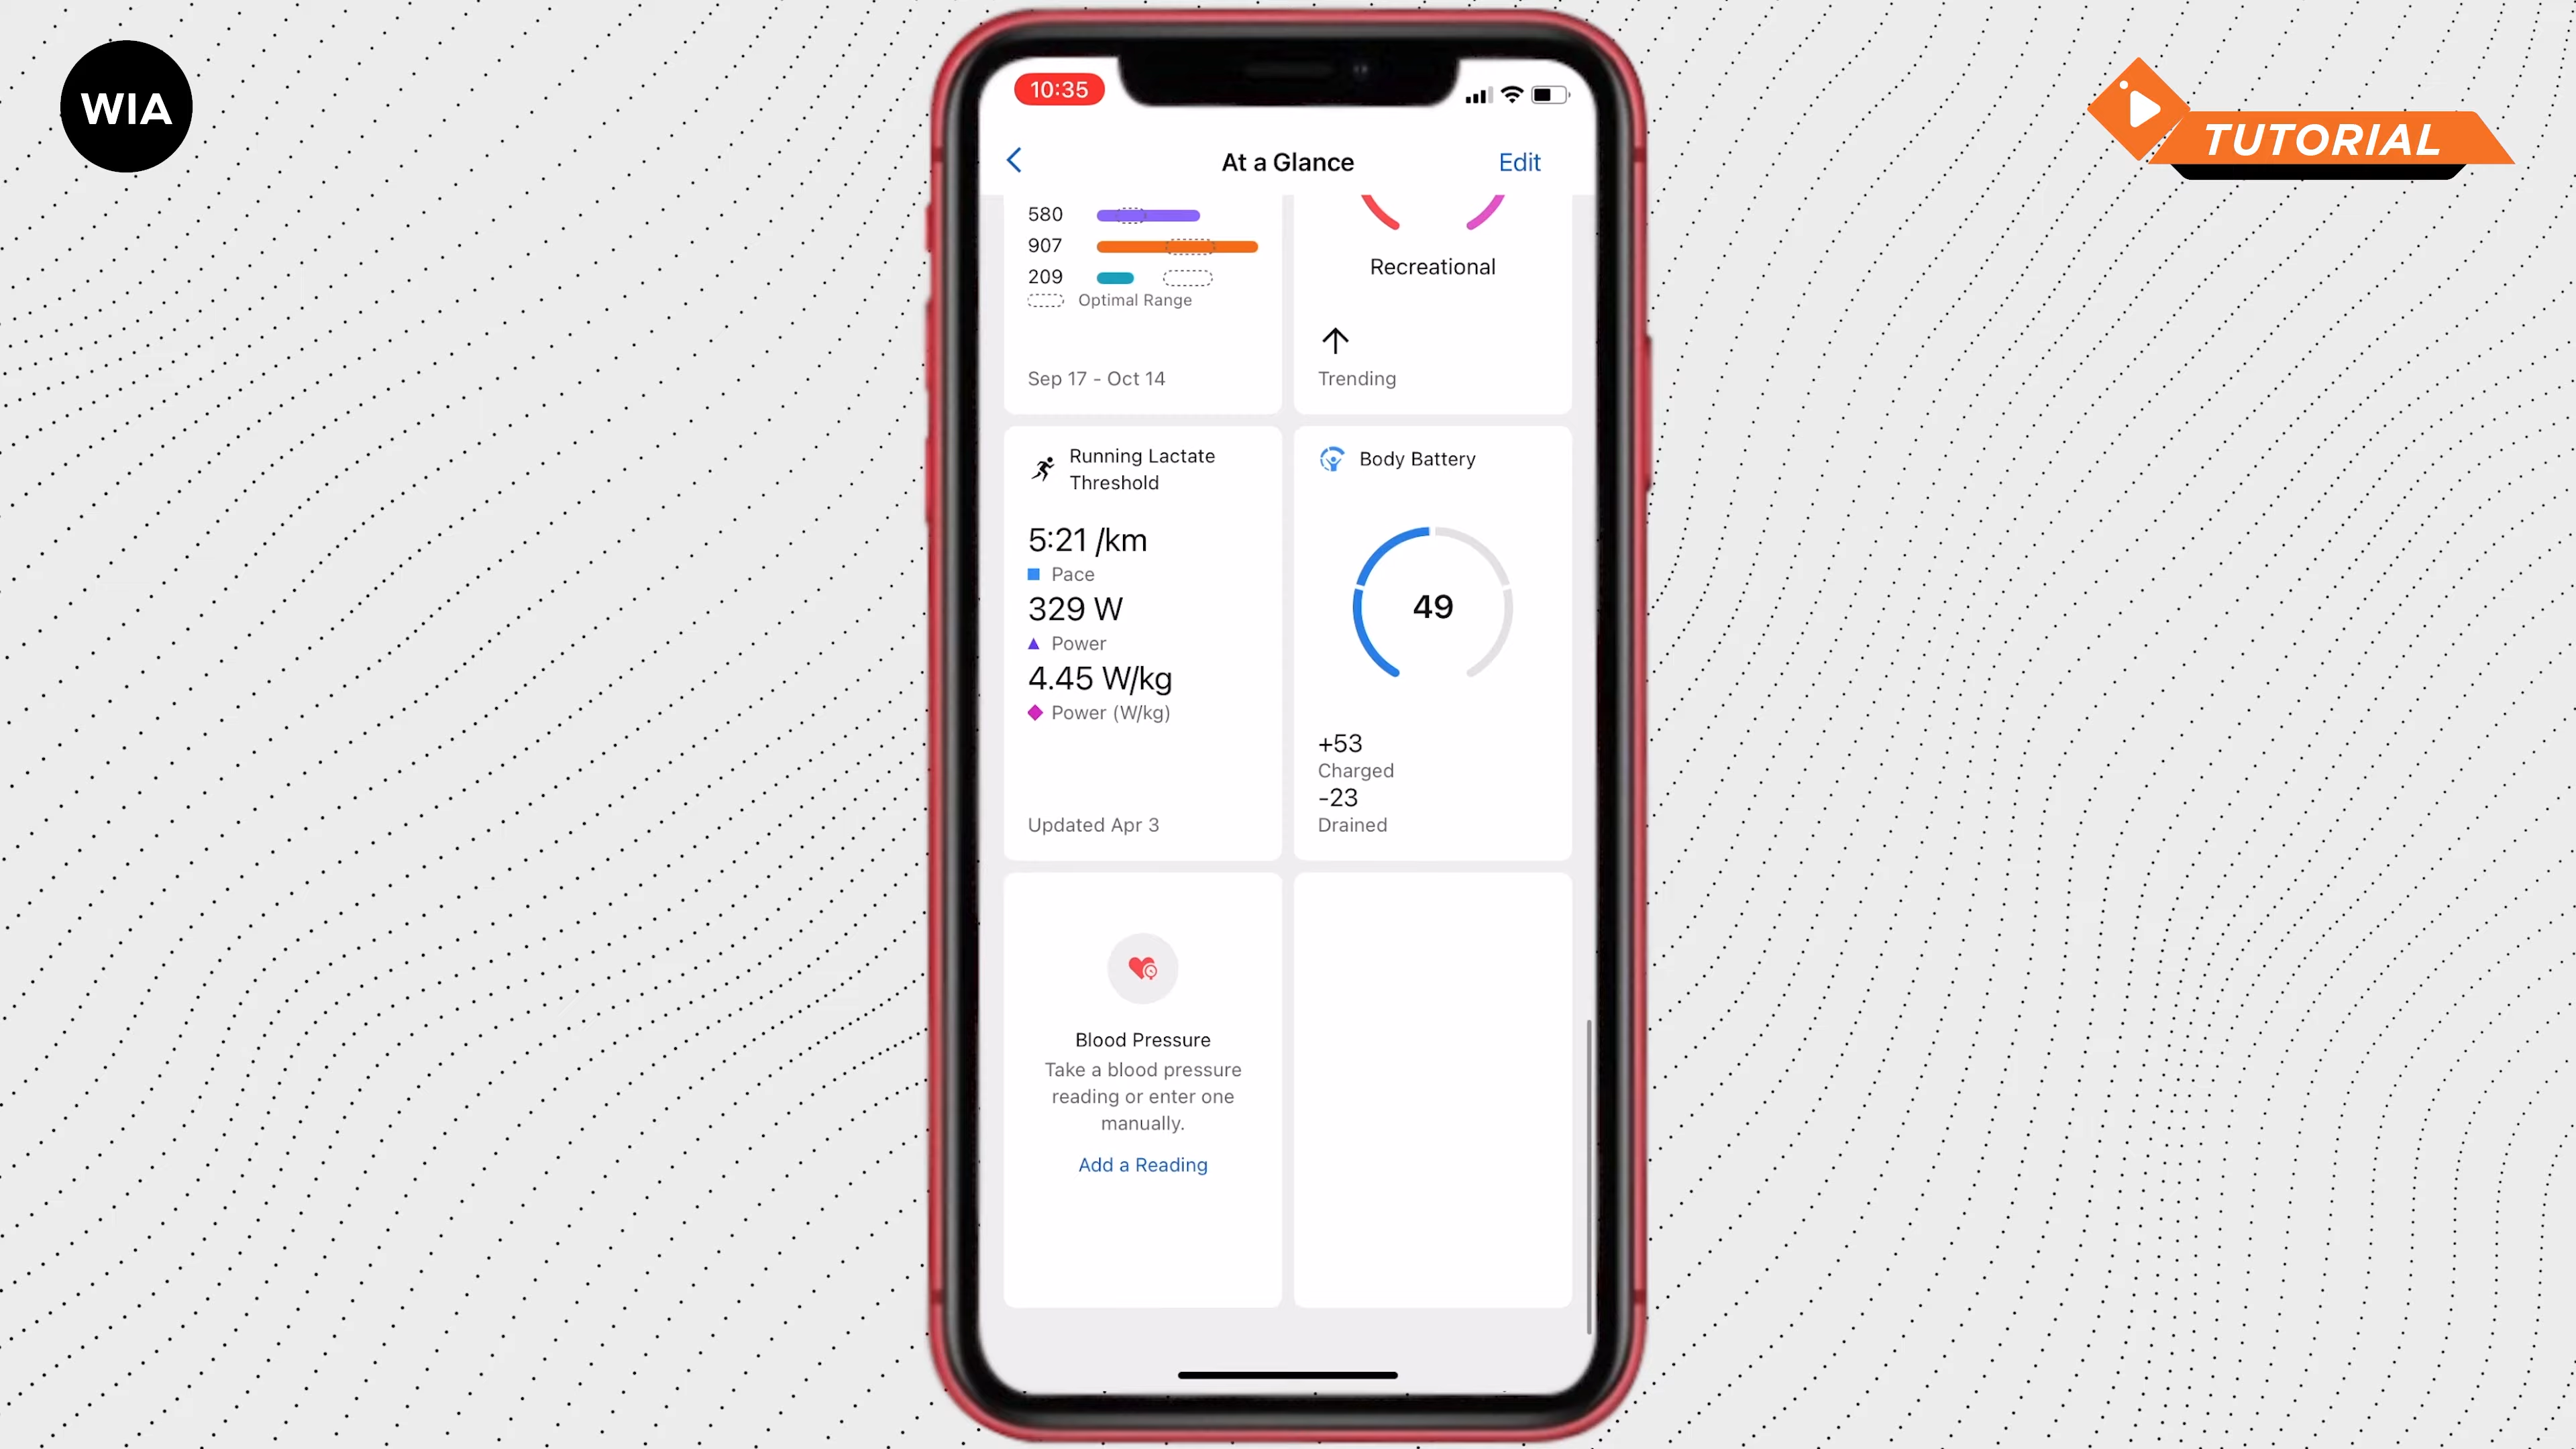 WIA
TUTORIAL
10:35
At a Glance
Edit
580
907
209
Optimal Range
Sep 17 - Oct 14
Recreational
Trending
Running Lactate
Threshold
5:21 /km
Pace
329 W
Power
4.45 W/kg
Power (W/kg)
Updated Apr 3
Body Battery
49
+53
Charged
-23
Drained
Blood Pressure
Take a blood pressure
reading or enter one
manually.
Add a Reading